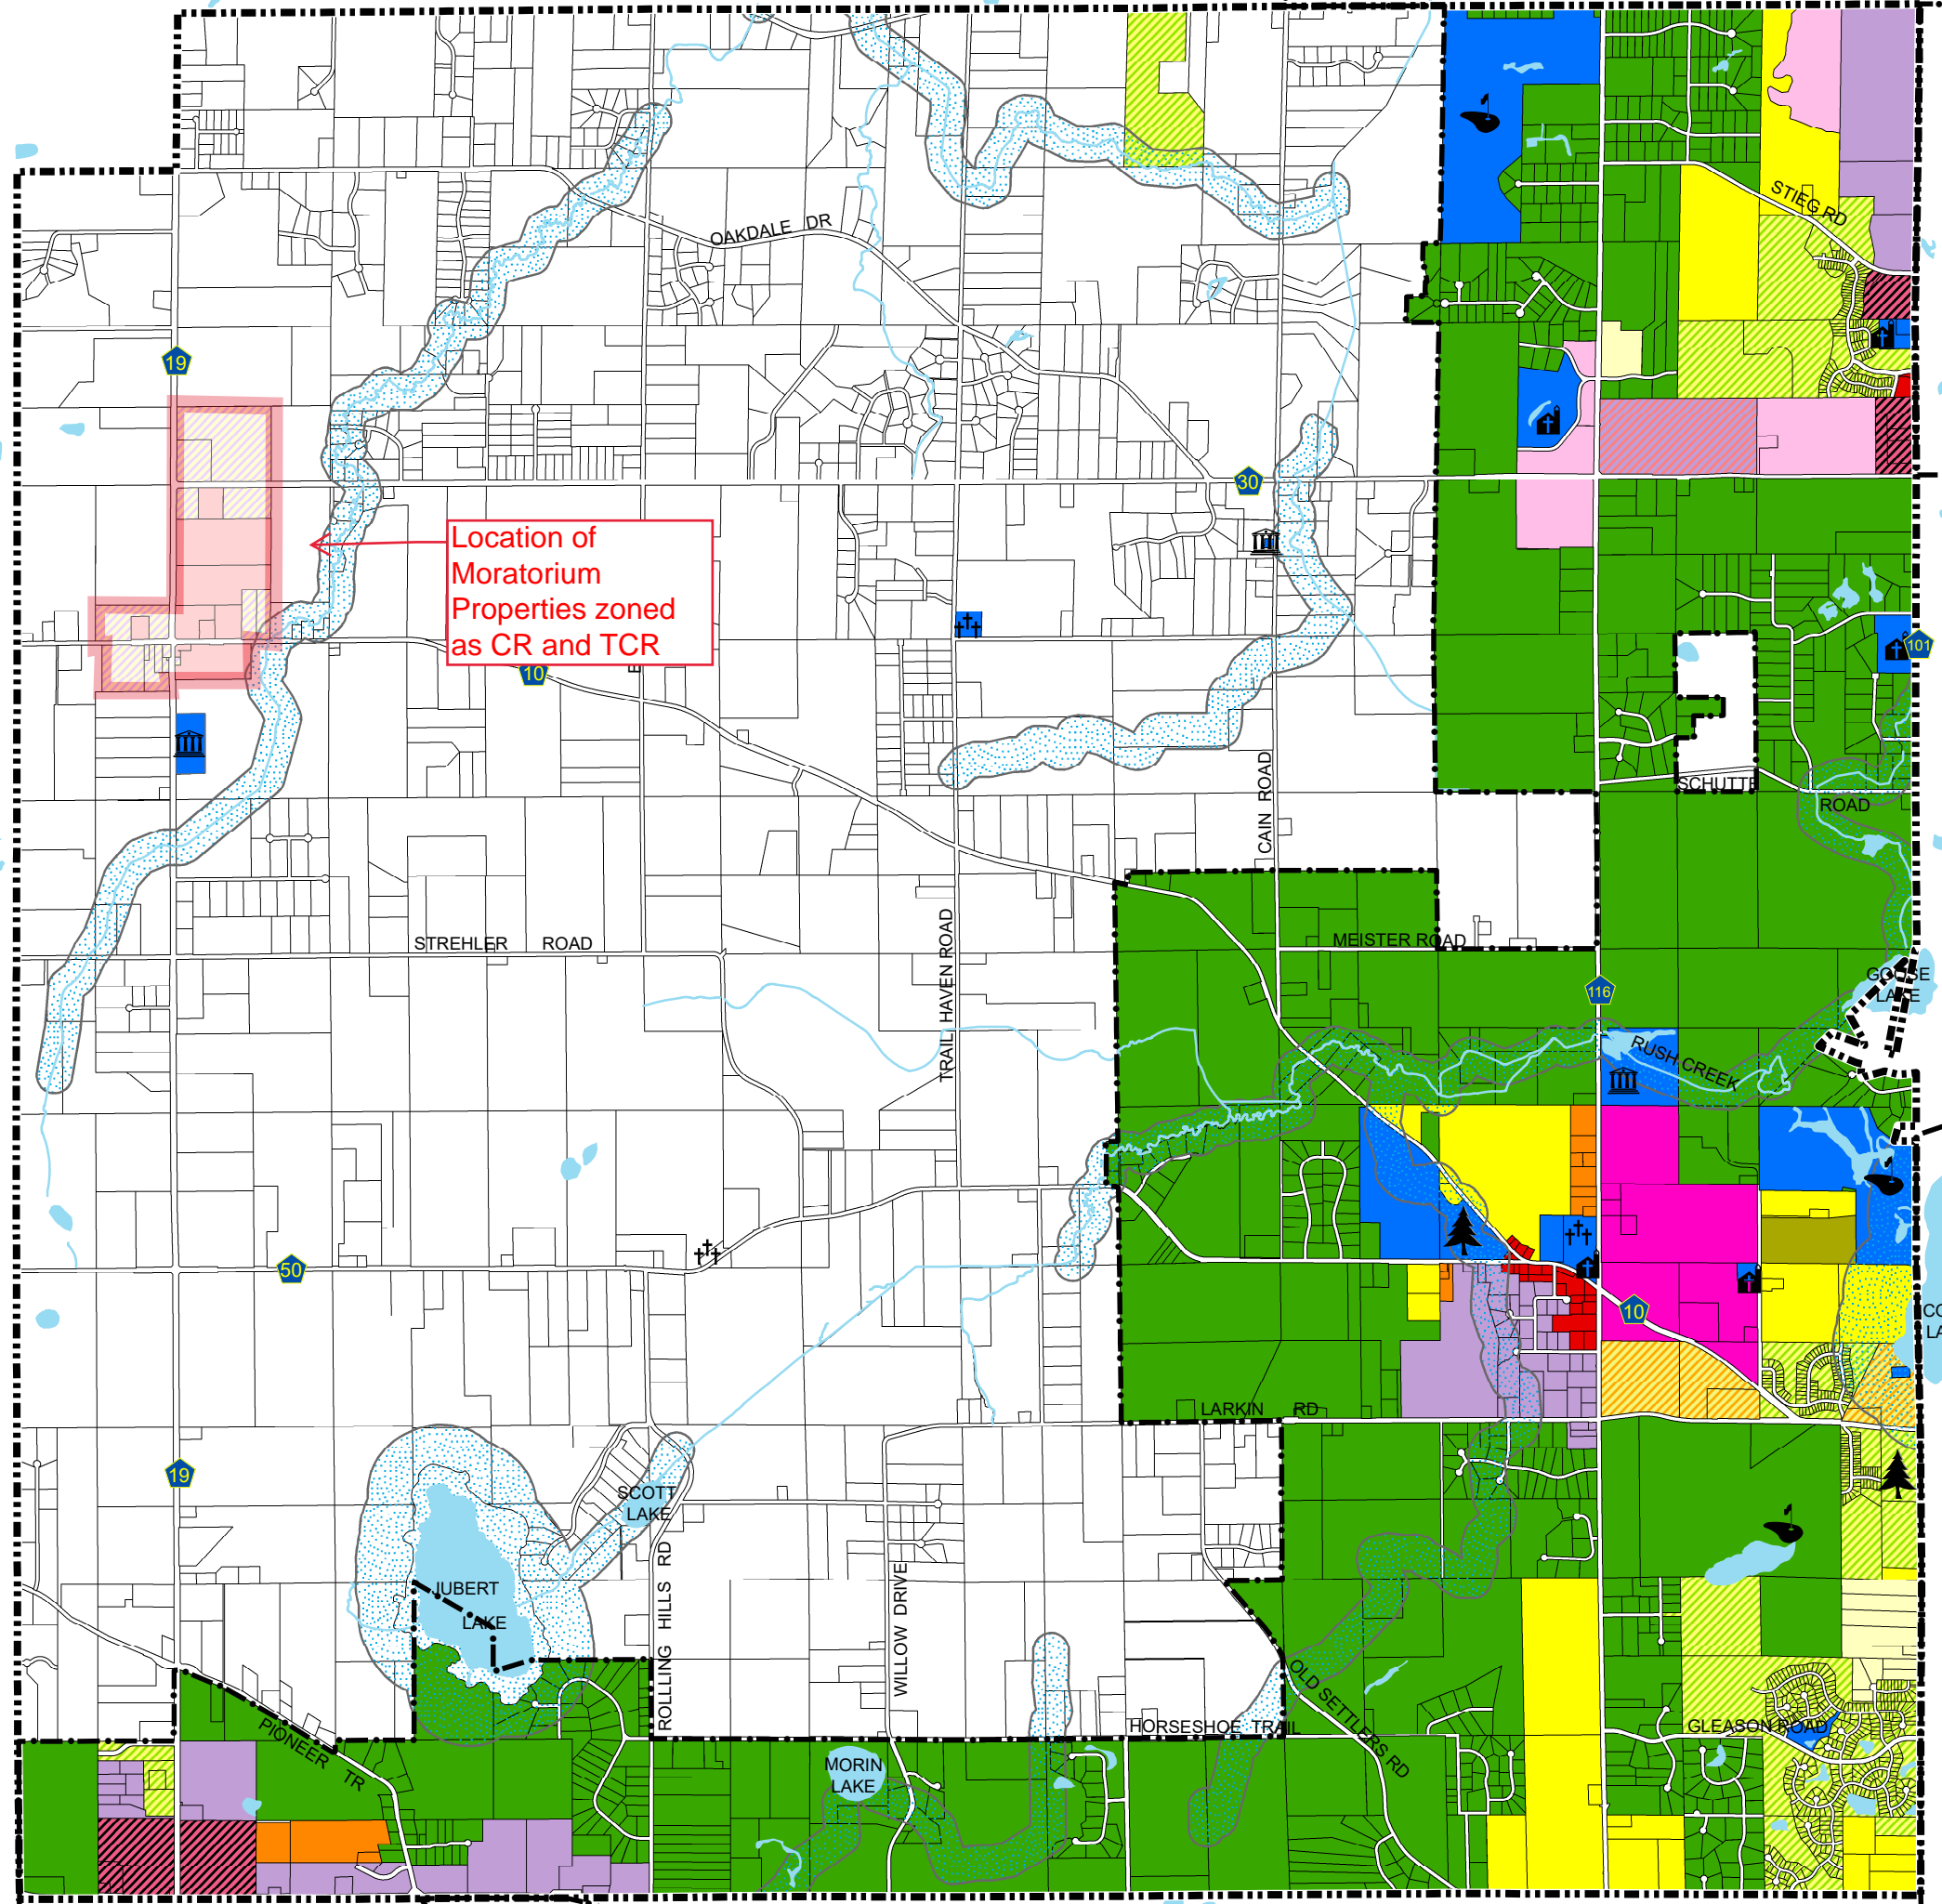 STIEG RD
OAKDALE DR
19
30
Location of
Moratorium
Properties zoned
as CR and TCR
101
10
SCHUTTE
ROAD
CAIN ROAD
TRAIL HAVEN ROAD
STREHLER ROAD
MEISTER ROAD
GOOSE
LAKE
116
RUSH CREEK
50
10
LARKIN RD
19
SCOTT
LAKE
JUBERT
LAKE
ROLLLING HILLS RD
WILLOW DRIVE
OLD SETTLERS RD
HORSESHOE TRAIL
GLEASON ROAD
PIONEER TR
MORIN
LAKE